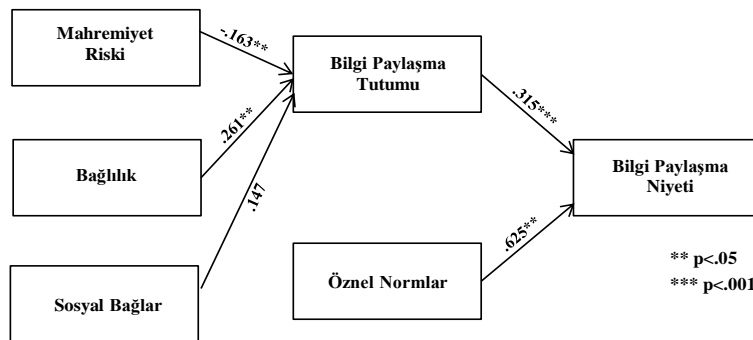 Mahremiyet
Riski
-.163**
Bilgi Paylaşma
Tutumu
.315***
.261**
Bağlılık
.147
Bilgi Paylaşma
Niyeti
.625**
Sosyal Bağlar
Öznel Normlar
** p<.05
*** p<.001